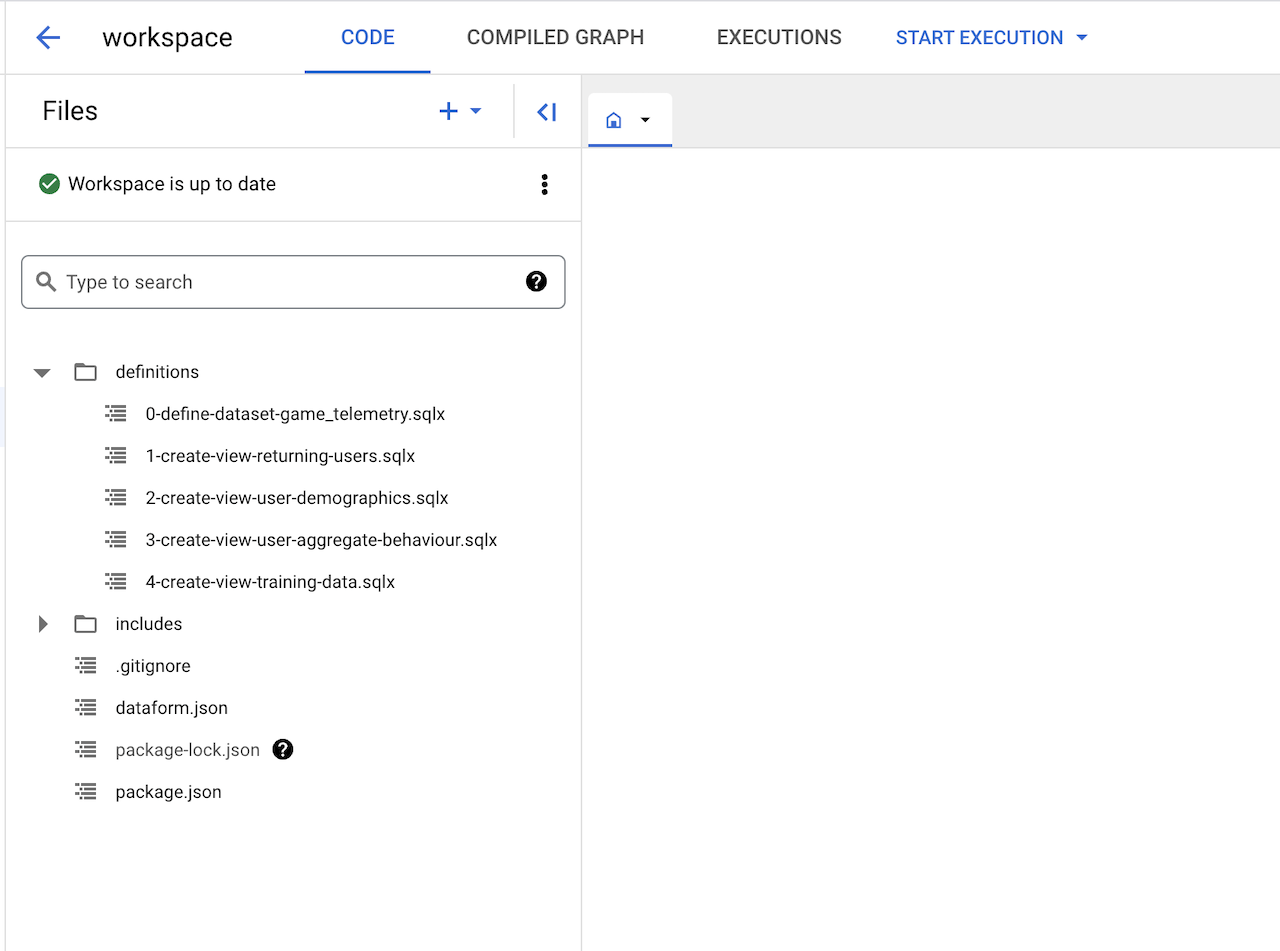 workspace CODE COMPILED GRAPH EXECUTIONS START EXECUTION
Files
Workspace is up to date
Type to search
definitions
0-define-dataset-game_telemetry.sqlx
1-create-view-returning-users.sqlx
2-create-view-user-demographics.sqlx
3-create-view-user-aggregate-behaviour.sqlx
4-create-view-training-data.sqlx
includes
.gitignore
dataform.json
package-lock.json
package.json